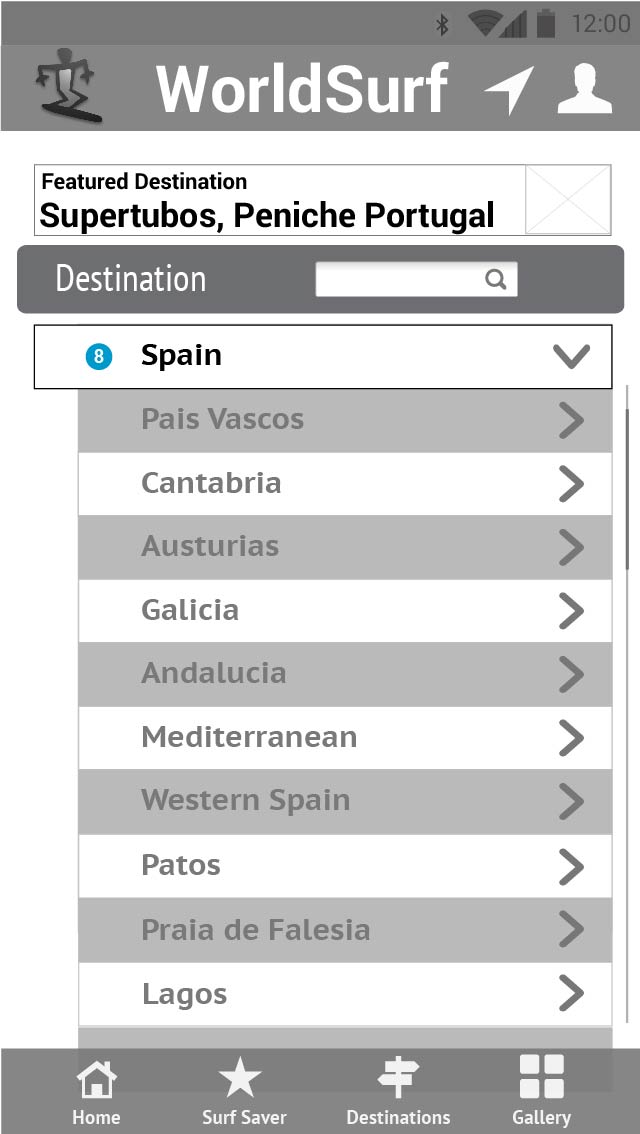 12:00
WorldSurf
Featured Destination
Supertubos, Peniche Portugal
Destination
8 Spain
Pais Vascos
Cantabria
Austurias
Galicia
Andalucia
Mediterranean
Western Spain
Patos
Praia de Falesia
Lagos
Home Surf Saver Destinations Gallery